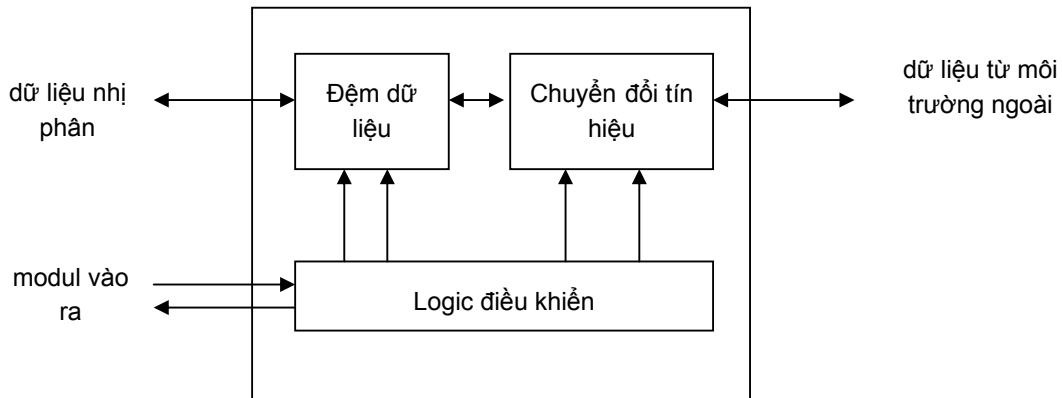 dữ liệu nhị
phân
Đệm dữ
liệu
Chuyển đổi tín
hiệu
dữ liệu từ môi
trường ngoài
modul vào
ra
Logic điều khiển